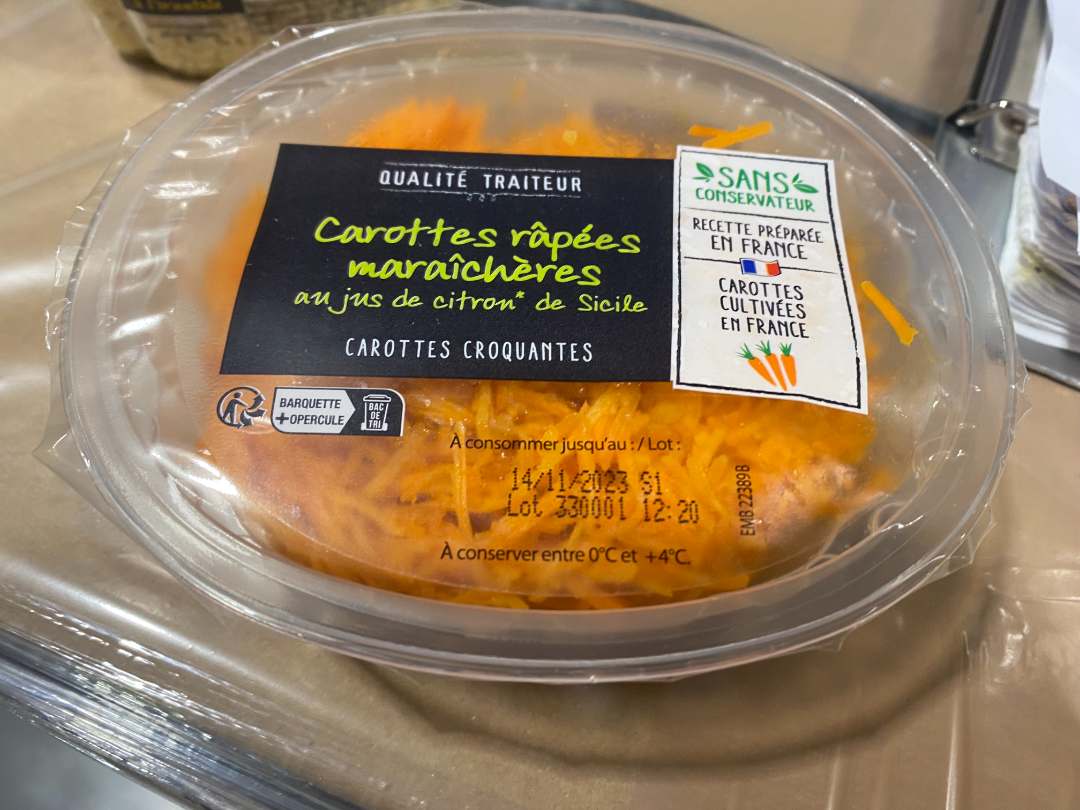 QUALITÉ TRAITEUR
Carottes râpées
maraîchères
au jus de citron* de Sicile
CAROTTES CROQUANTES
SANS
CONSERVATEUR
RECETTE PRÉPARÉE
EN FRANCE
CAROTTES
CULTIVÉES
EN FRANCE
BARQUETTE
+OPERCULE
BAC
DE
TRI
À consommer jusqu'au : / Lot :
14/11/2023 S1
Lot 330001 12:20
EMB 22389B
À conserver entre 0°C et +4°C.